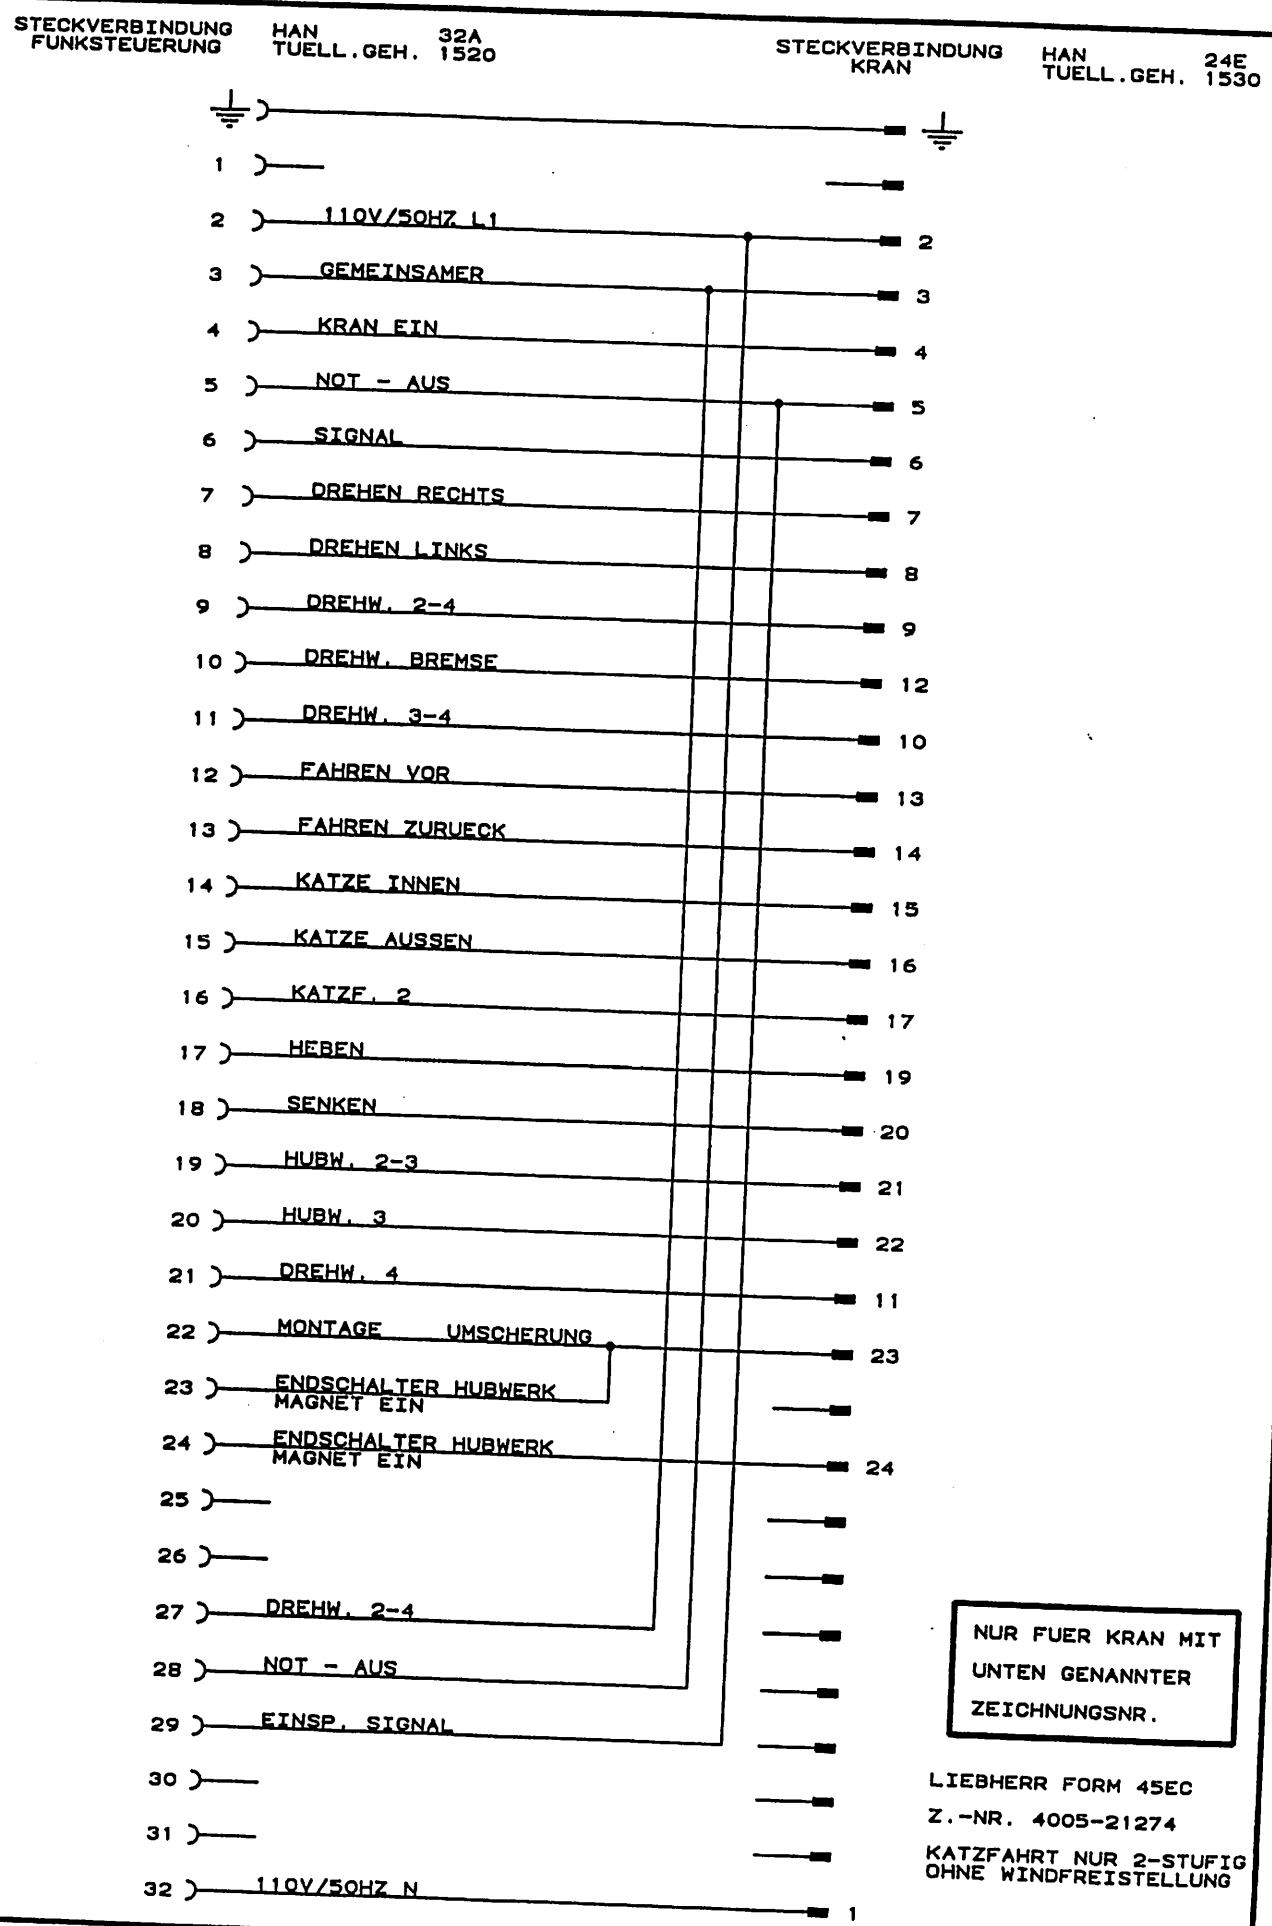 STECKVERBINDUNG HAN 32A
FUNKSTEUERUNG TUELL.GEH. 1520
STECKVERBINDUNG HAN 24E
KRAN TUELL.GEH. 1530
1
2 110V/50HZ L1 2
3 GEMEINSAMER 3
4 KRAN EIN 4
5 NOT - AUS 5
6 SIGNAL 6
7 DREHEN RECHTS 7
8 DREHEN LINKS 8
9 DREHW. 2-4 9
10 DREHW. BREMSE 12
11 DREHW. 3-4 10
12 FAHREN VOR 13
13 FAHREN ZURUECK 14
14 KATZE INNEN 15
15 KATZE AUSSEN 16
16 KATZF. 2 17
17 HEBEN 19
18 SENKEN 20
19 HUBW. 2-3 21
20 HUBW. 3 22
21 DREHW. 4 11
22 MONTAGE UMSCHERUNG 23
23 ENDSCHALTER HUBWERK
MAGNET EIN
24 ENDSCHALTER HUBWERK 24
MAGNET EIN
25
26
27 DREHW. 2-4
28 NOT - AUS
29 EINSP. SIGNAL
30
31
32 110V/50HZ N 1
NUR FUER KRAN MIT
UNTEN GENANNTER
ZEICHNUNGSNR.
LIEBHERR FORM 45EC
Z.-NR. 4005-21274
KATZFAHRT NUR 2-STUFIG
OHNE WINDFREISTELLUNG